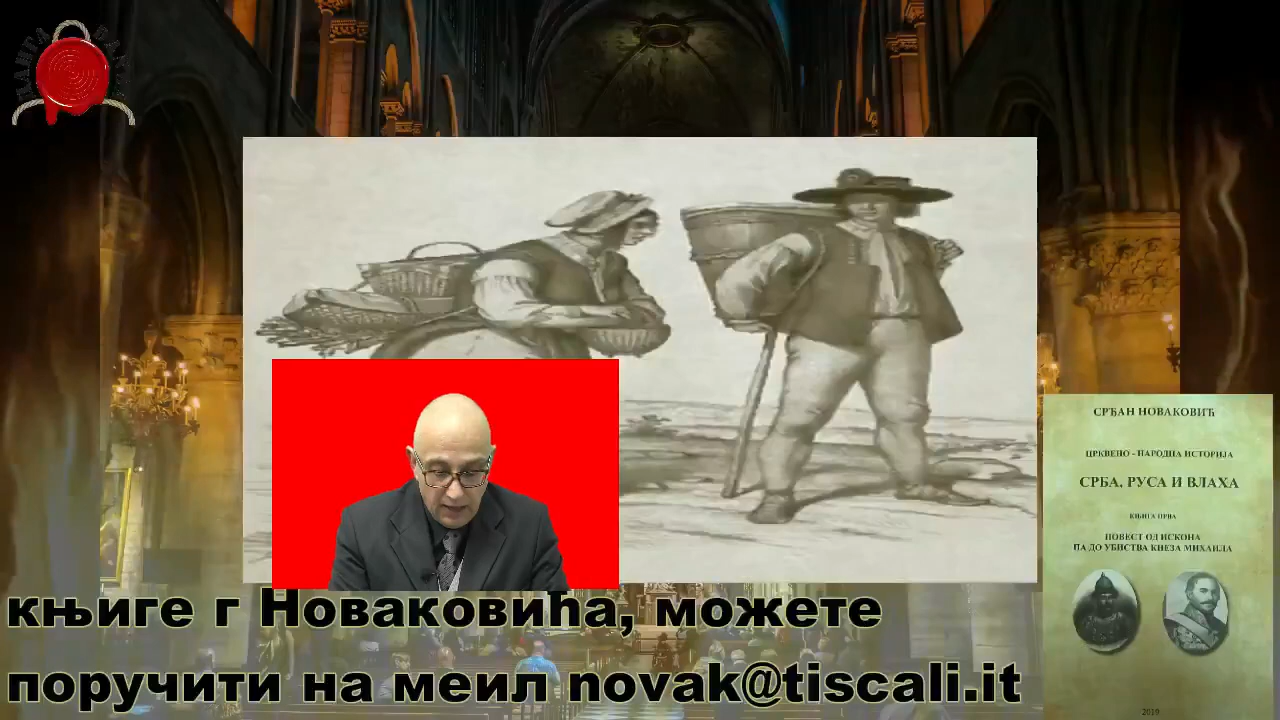 СРЂАН НОВАКОВИЋ
ЦРКВЕНО - НАРОДНА ИСТОРИЈА
СРБА, РУСА И ВЛАХА
КЊИГА ПРВА
ПОВЕСТ ОД ИСКОНА
ПА ДО УБИСТВА КНЕЗА МИХАИЛА
2019
књиге г Новаковића, можете
поручити на меил novak@tiscali.it